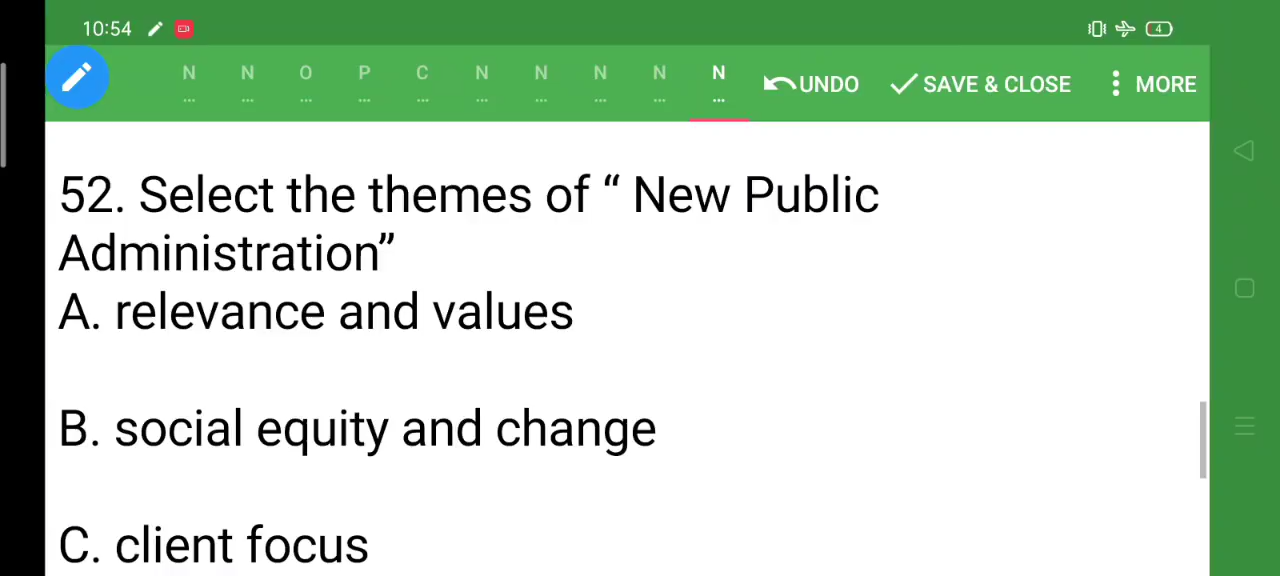 10:54
4
N N O P C N N N N N
... ... ... ... ... ... ... ... ... ...
UNDO
SAVE & CLOSE
MORE
52. Select the themes of “ New Public
Administration”
A. relevance and values
B. social equity and change
C. client focus